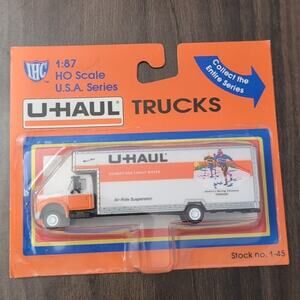 IHC
1:87
HO Scale
U.S.A. Series
Collect the
Entire Series
U-HAUL TRUCKS
U-HAUL
Air-Ride Suspension
Stock no. 1-45